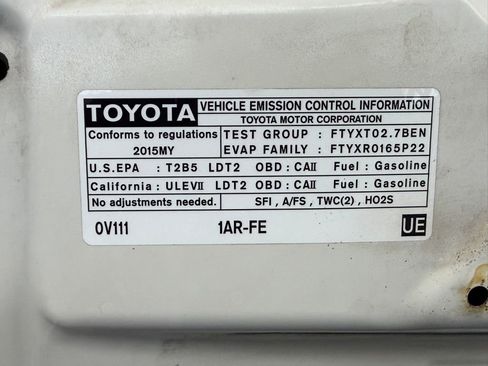 TOYOTA VEHICLE EMISSION CONTROL INFORMATION
TOYOTA MOTOR CORPORATION
Conforms to regulations
2015MY
TEST GROUP : FTYXT02.7BEN
EVAP FAMILY : FTYXR0165P22
U.S.EPA : T2B5 LDT2 OBD : CAII Fuel : Gasoline
California : ULEVII LDT2 OBD : CAII Fuel : Gasoline
No adjustments needed. SFI , A/FS , TWC(2) , HO2S
0V111 1AR-FE UE